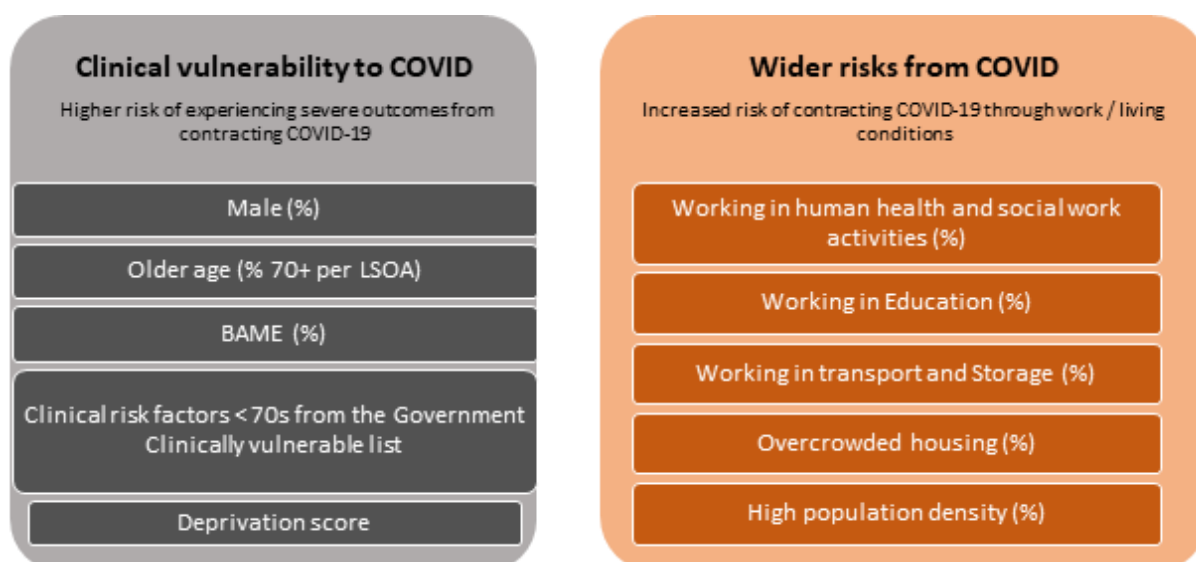 Clinical vulnerability to COVID
Higher risk of experiencing severe outcomes from
contracting COVID-19
Male (%)
Older age (% 70+ per LSOA)
BAME (%)
Clinical risk factors < 70s from the Government
Clinically vulnerable list
Deprivation score
Wider risks from COVID
Increased risk of contracting COVID-19 through work / living
conditions
Working in human health and social work
activities (%)
Working in Education (%)
Working in transport and Storage (%)
Overcrowded housing (%)
High population density (%)